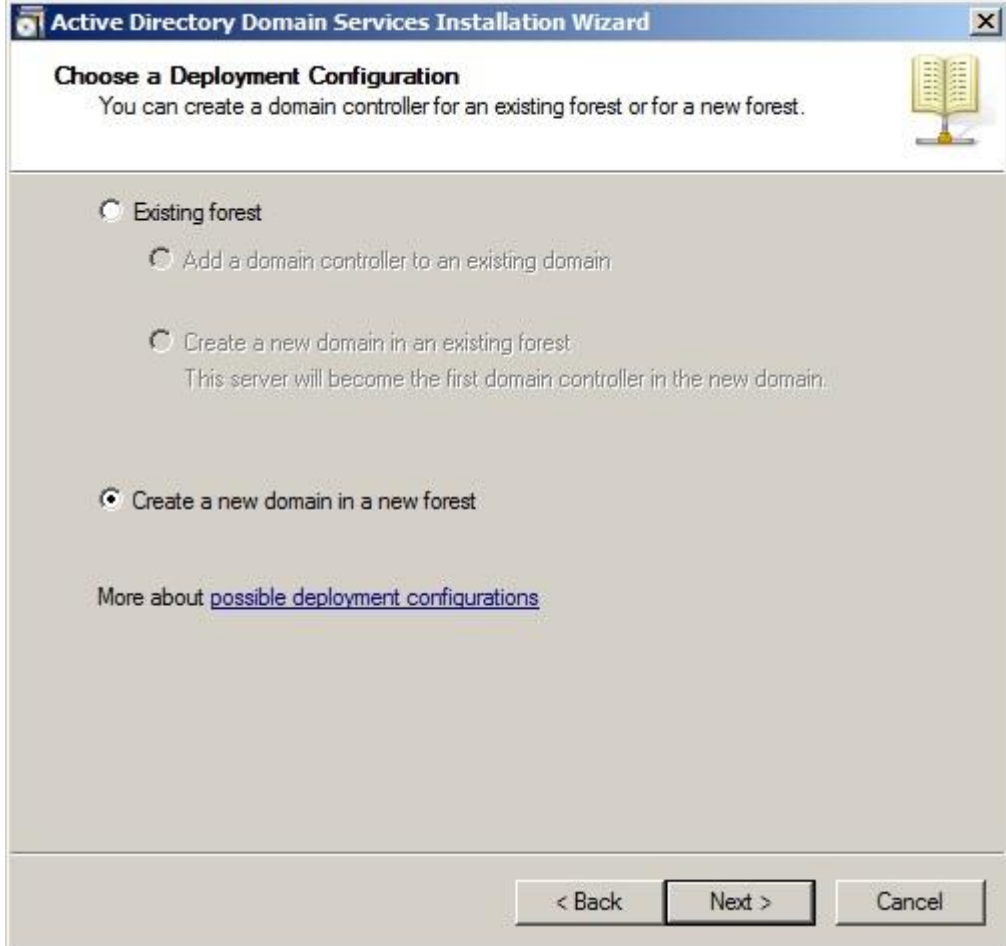 Active Directory Domain Services Installation Wizard
Choose a Deployment Configuration
You can create a domain controller for an existing forest or for a new forest.
Existing forest
Add a domain controller to an existing domain
Create a new domain in an existing forest
This server will become the first domain controller in the new domain.
Create a new domain in a new forest
More about possible deployment configurations
< Back Next > Cancel